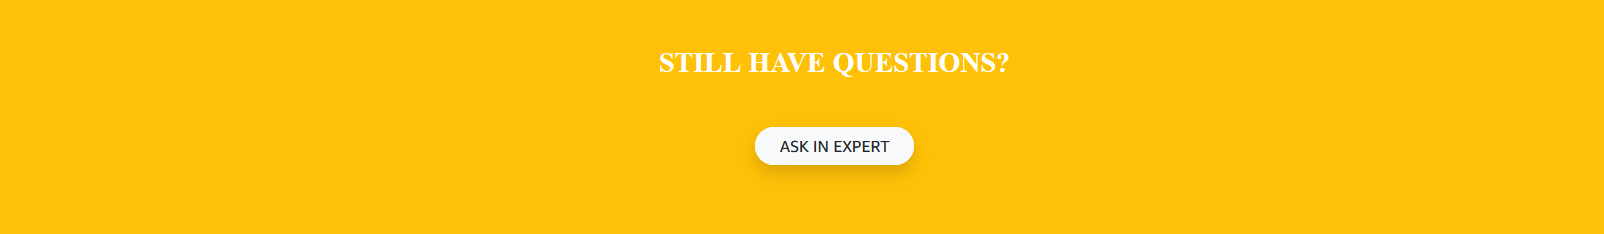 STILL HAVE QUESTIONS?
ASK IN EXPERT